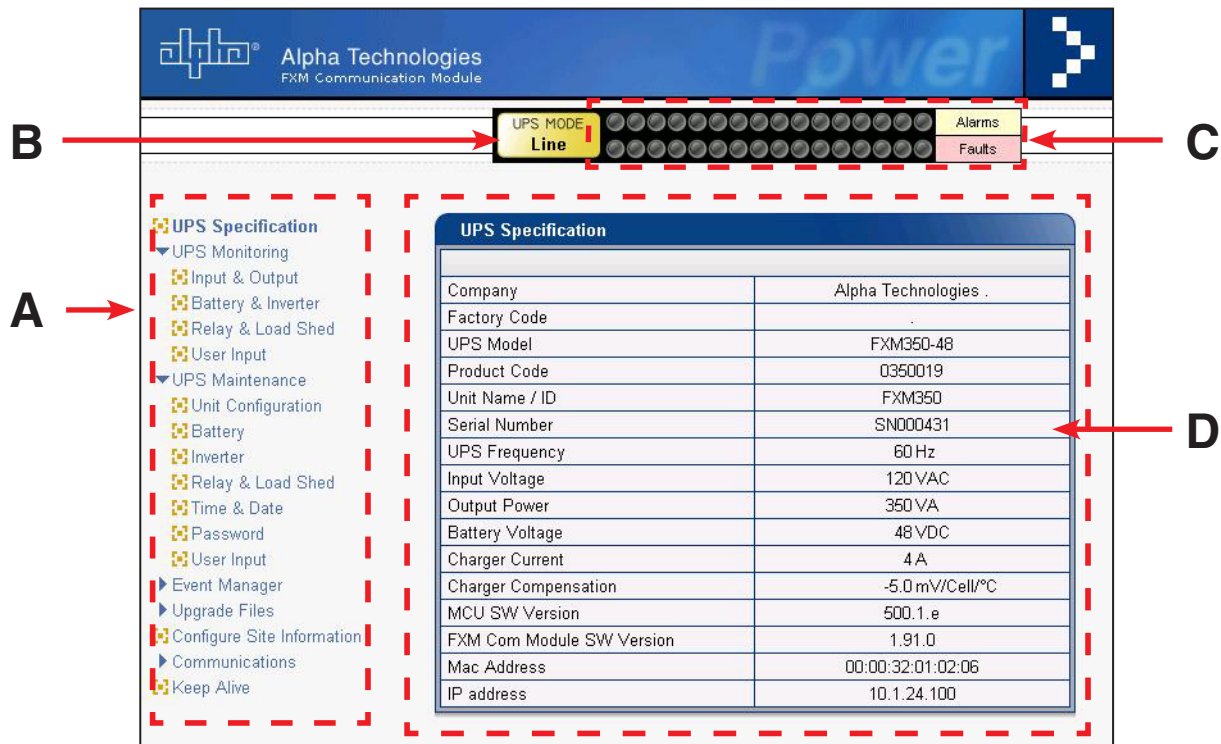 alpha®
Alpha Technologies
FXM Communication Module
Power
B
UPS MODE
Line
Alarms
Faults
C
A
UPS Specification
UPS Monitoring
Input & Output
Battery & Inverter
Relay & Load Shed
User Input
UPS Maintenance
Unit Configuration
Battery
Inverter
Relay & Load Shed
Time & Date
Password
User Input
Event Manager
Upgrade Files
Configure Site Information
Communications
Keep Alive
UPS Specification
Company Alpha Technologies .
Factory Code .
UPS Model FXM350-48
Product Code 0350019
Unit Name / ID FXM350
Serial Number SN000431
UPS Frequency 60 Hz
Input Voltage 120 VAC
Output Power 350 VA
Battery Voltage 48 VDC
Charger Current 4 A
Charger Compensation -5.0 mV/Cell/°C
MCU SW Version 500.1.e
FXM Com Module SW Version 1.91.0
Mac Address 00:00:32:01:02:06
IP address 10.1.24.100
D